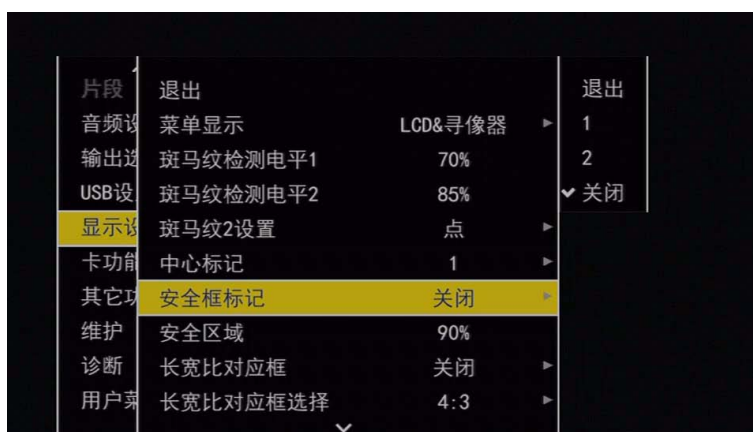 片段
音频设
输出选
USB设
显示设
卡功能
其它功
维护
诊断
用户菜
退出
菜单显示 LCD&寻像器
斑马纹检测电平1 70%
斑马纹检测电平2 85%
斑马纹2设置 点
中心标记 1
安全框标记 关闭
安全区域 90%
长宽比对应框 关闭
长宽比对应框选择 4:3
退出
1
2
关闭